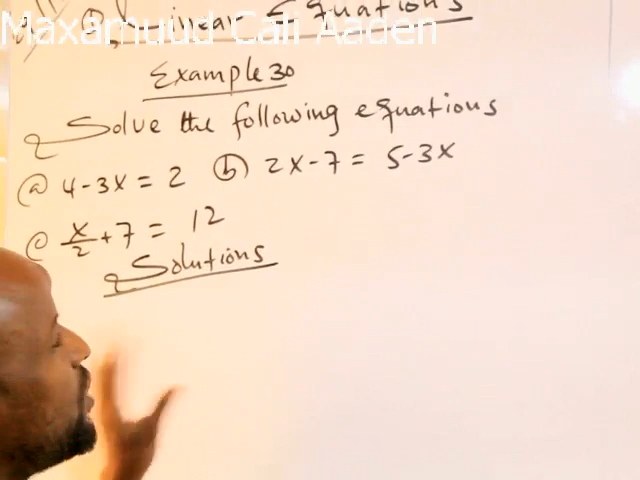 Maxamuud Cali Aaden
Linear Equations
Example 30
Solve the following equations
(a) 4-3x = 2 (b) 2x-7 = 5-3x
(c) x/2 + 7 = 12
Solutions